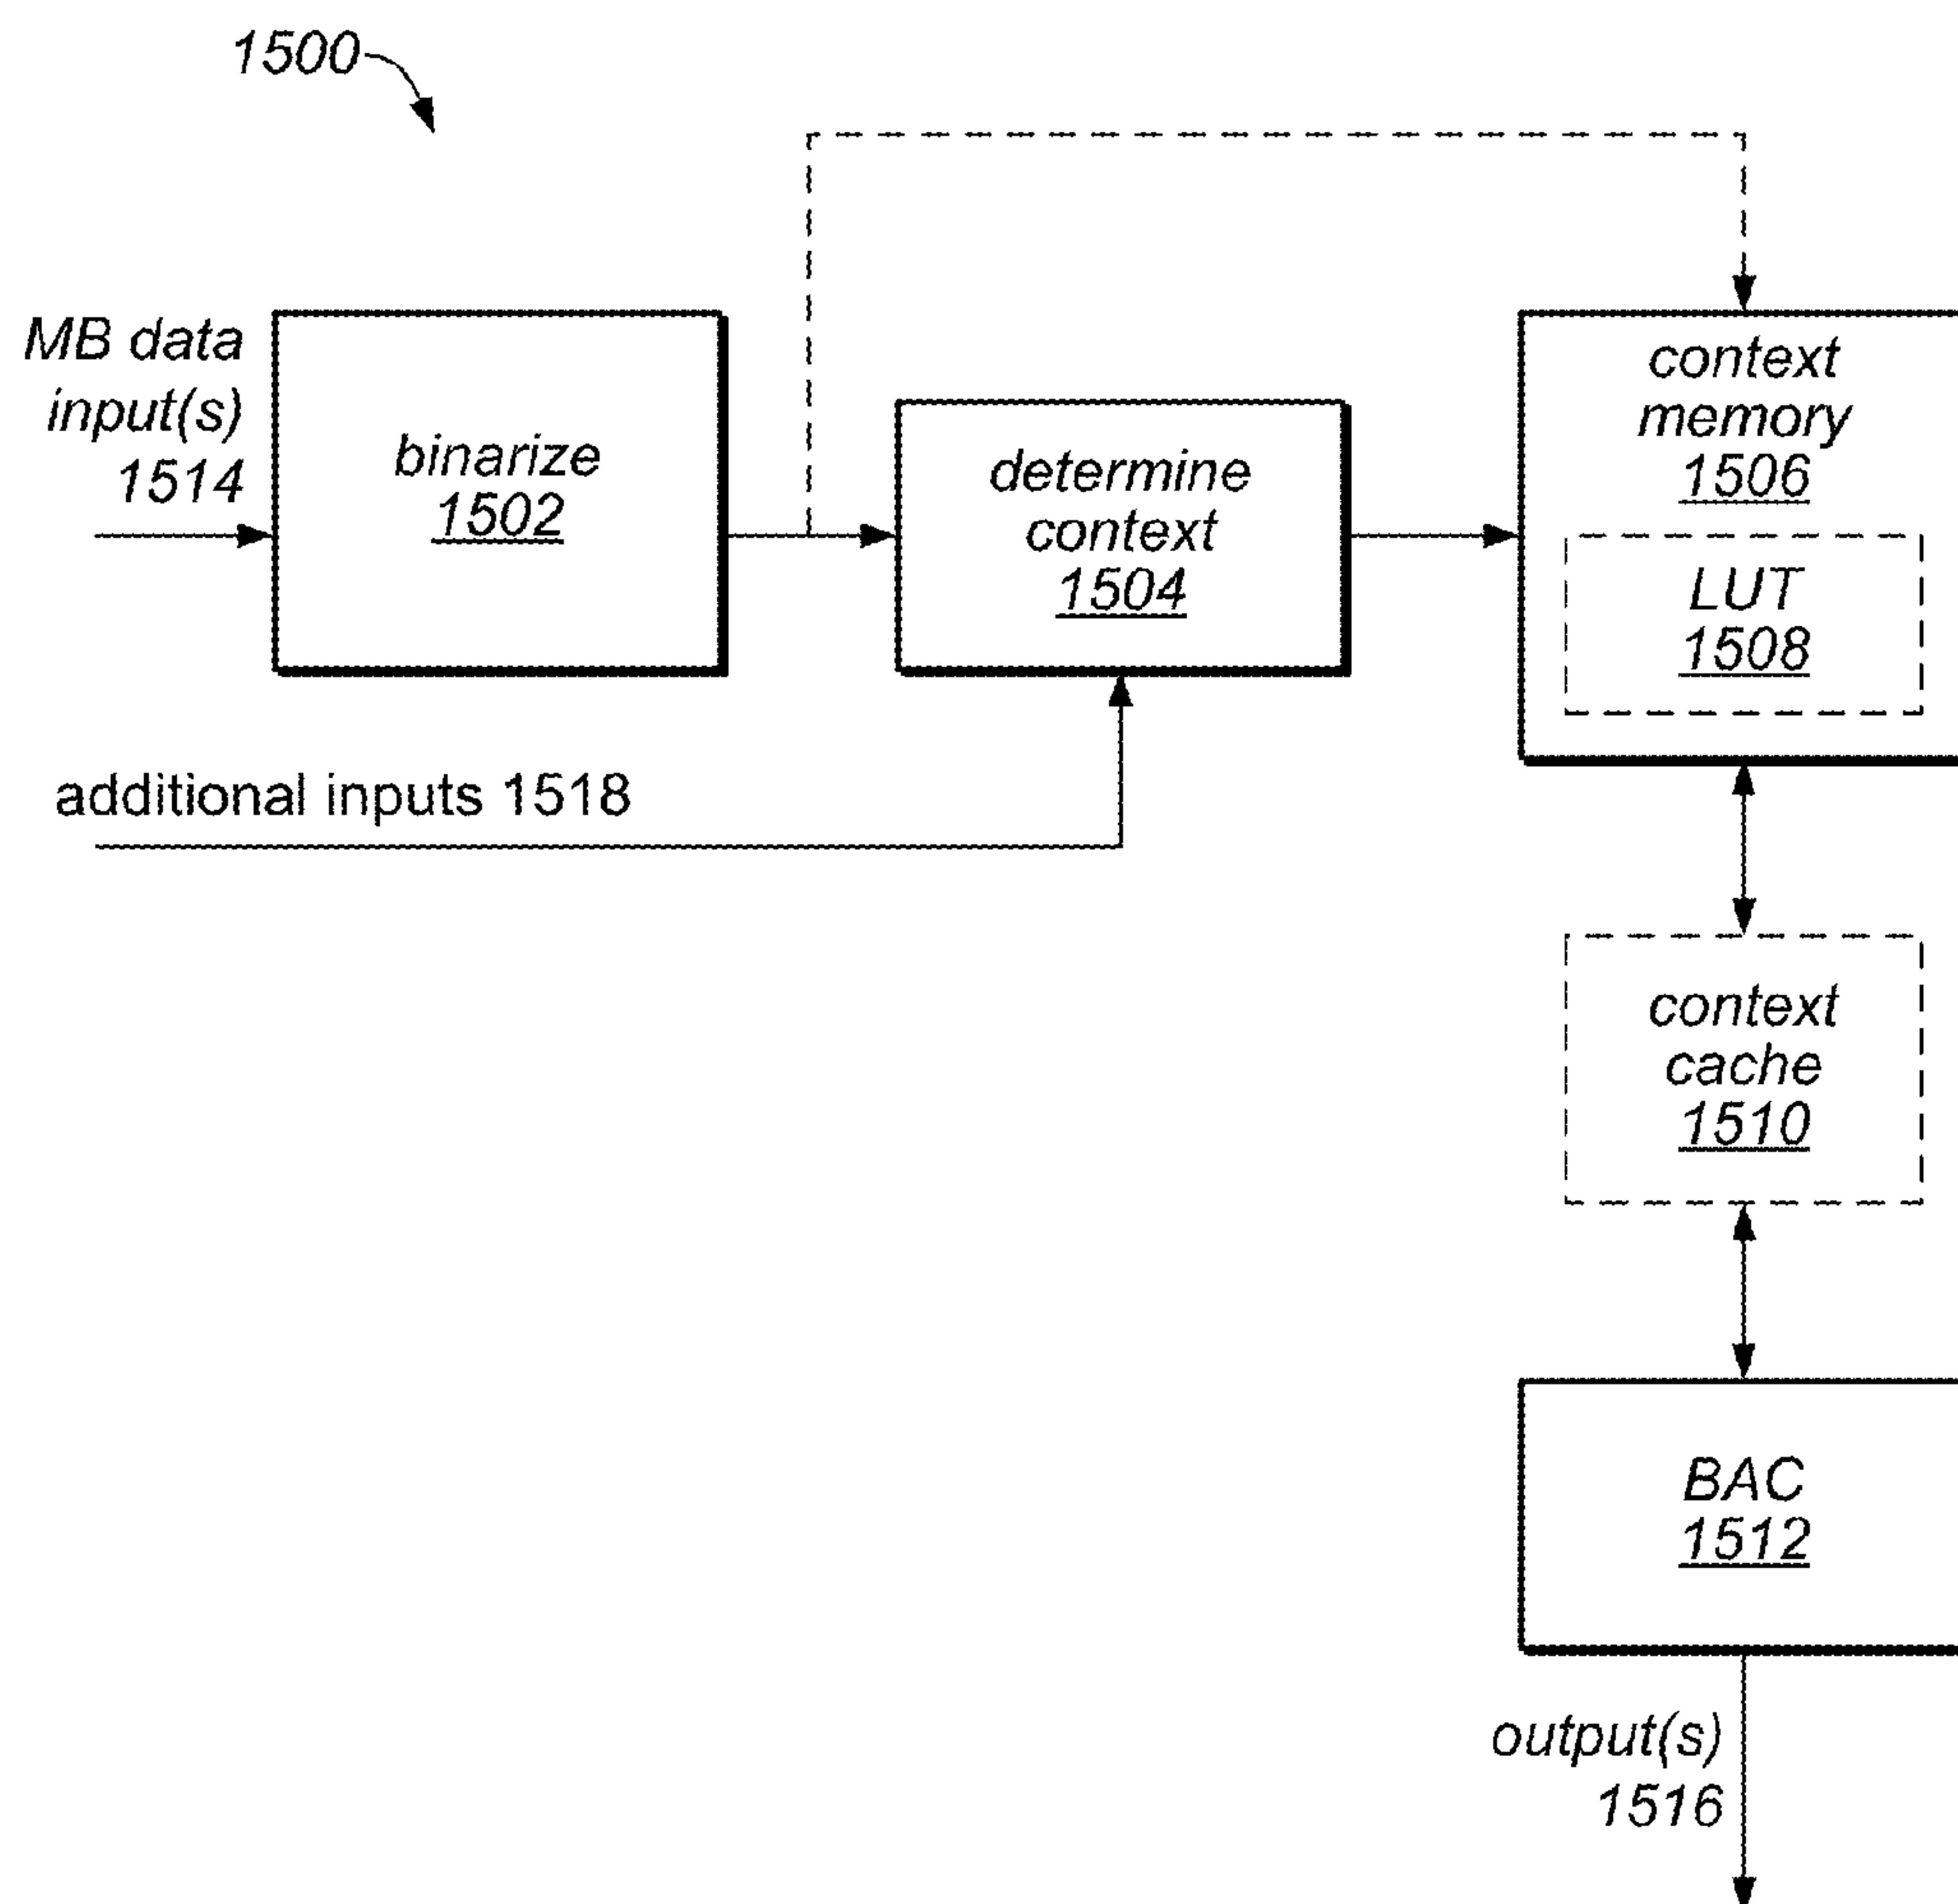 1500
MB data
input(s)
1514
binarize
1502
determine
context
1504
context
memory
1506
LUT
1508
additional inputs 1518
context
cache
1510
BAC
1512
output(s)
1516